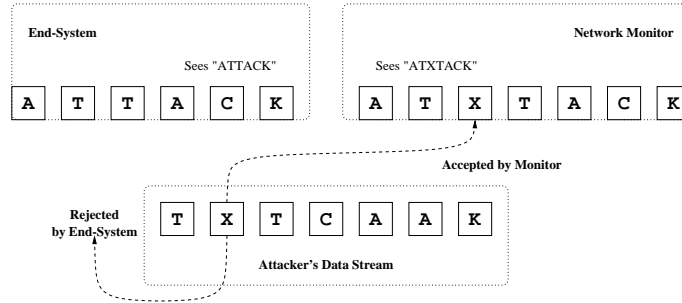 End-System
Sees "ATTACK"
A T T A C K
Network Monitor
Sees "ATXTACK"
A T X T A C K
Accepted by Monitor
Rejected
by End-System
T X T C A A K
Attacker's Data Stream